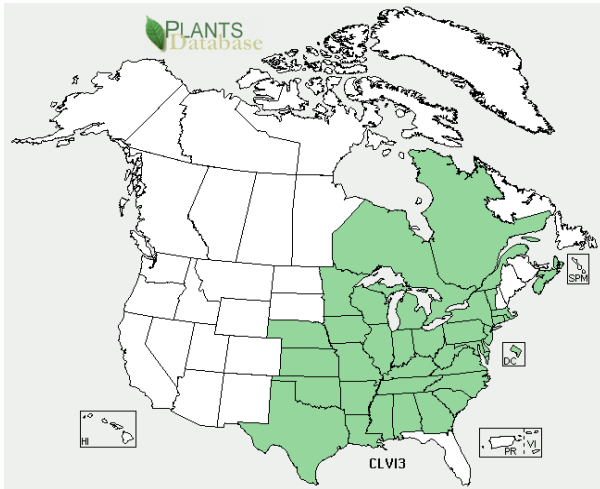 PLANTS
Database
SPM
DC
HI
PR VI
CLVI3